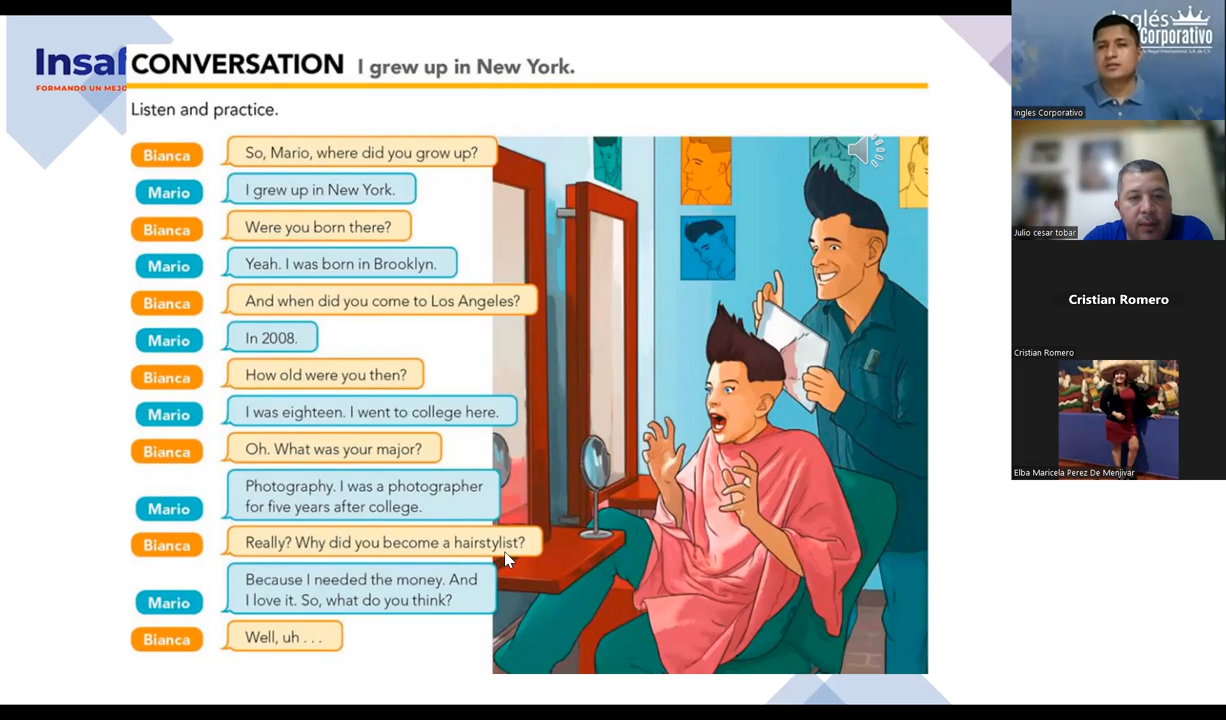 Insaf
FORMANDO UN MEJO
CONVERSATION I grew up in New York.
Listen and practice.
Bianca So, Mario, where did you grow up?
Mario I grew up in New York.
Bianca Were you born there?
Mario Yeah. I was born in Brooklyn.
Bianca And when did you come to Los Angeles?
Mario In 2008.
Bianca How old were you then?
Mario I was eighteen. I went to college here.
Bianca Oh. What was your major?
Photography. I was a photographer
Mario for five years after college.
Bianca Really? Why did you become a hairstylist?
Because I needed the money. And
Mario I love it. So, what do you think?
Bianca Well, uh . . .
Inglés
Corporativo
Ingles Corporativo
Julio cesar tobar
Cristian Romero
Cristian Romero
Elba Maricela Perez De Menjivar